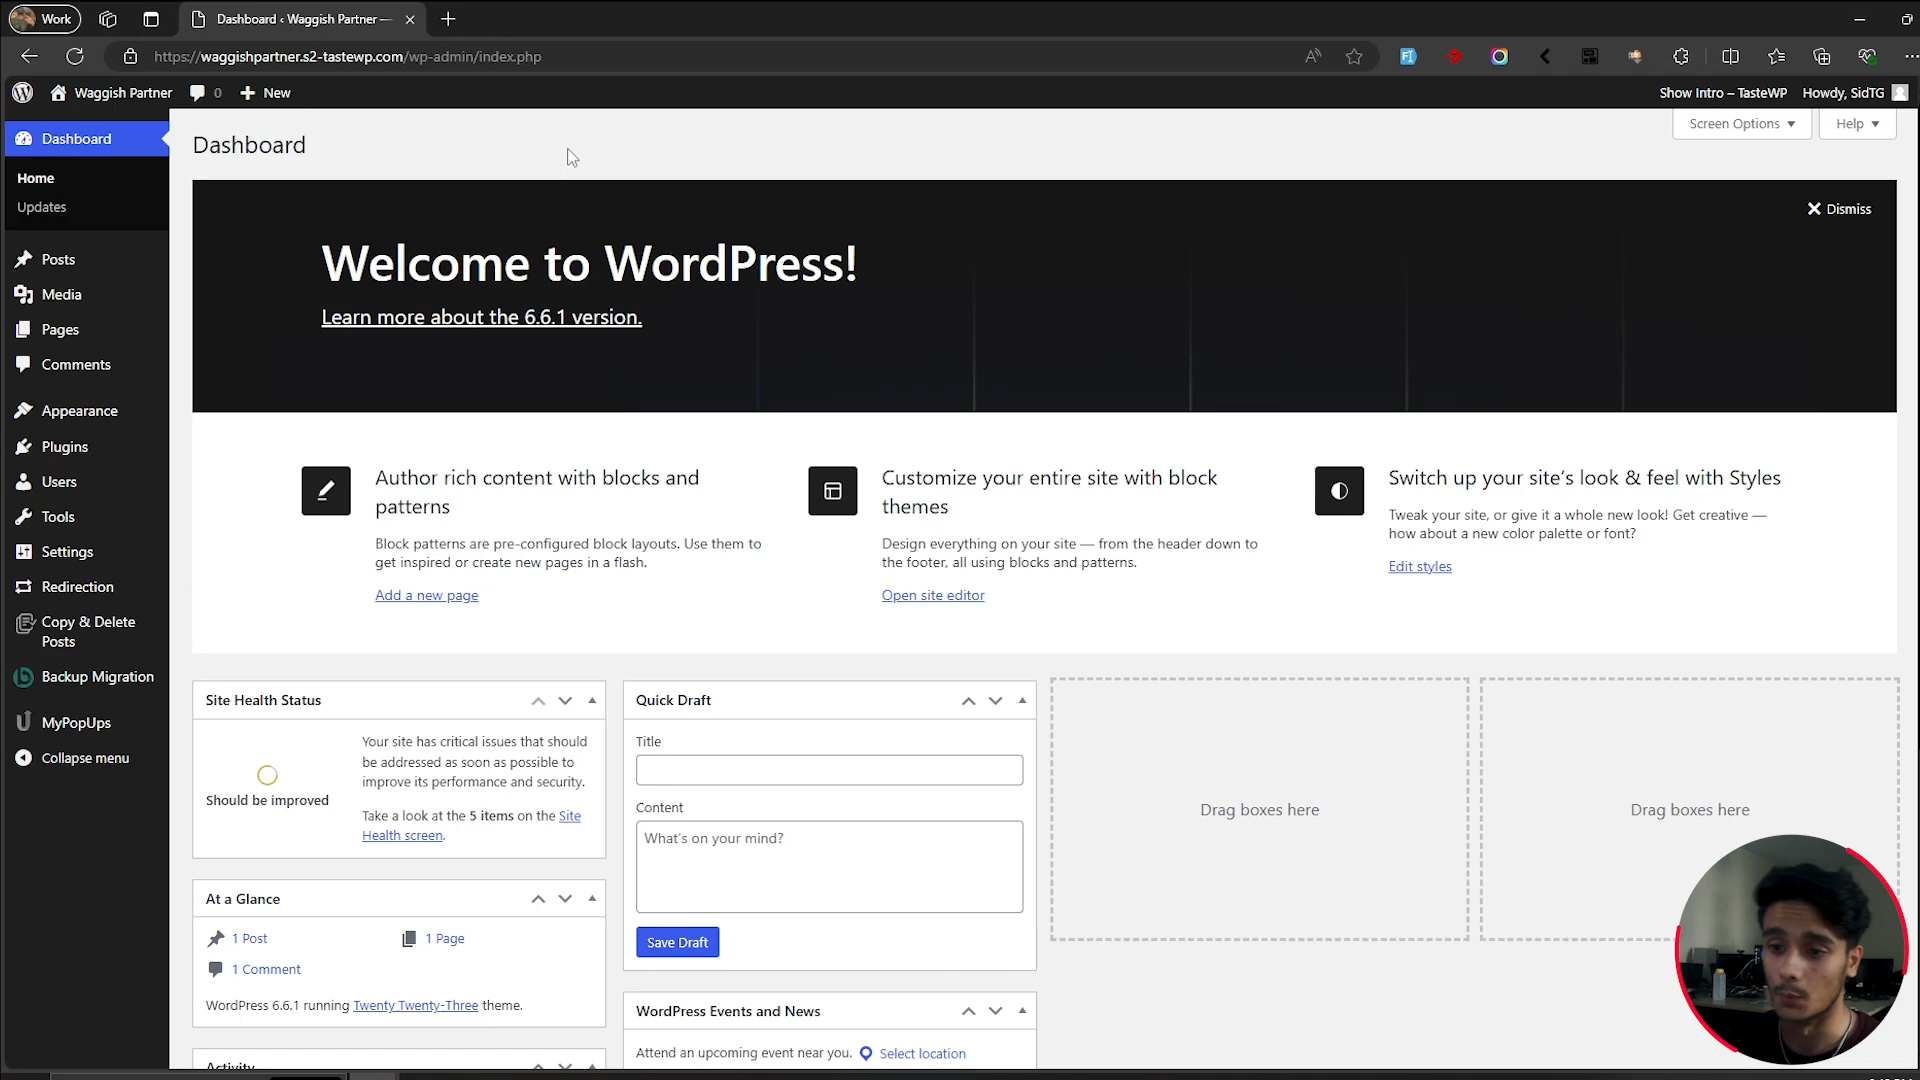 Work
Dashboard ‹ Waggish Partner —
https://waggishpartner.s2-tastewp.com/wp-admin/index.php
Waggish Partner
0
New
Show Intro – TasteWP
Howdy, SidTG
Screen Options
Help
Dashboard
Home
Updates
Posts
Media
Pages
Comments
Appearance
Plugins
Users
Tools
Settings
Redirection
Copy & Delete
Posts
Backup Migration
MyPopUps
Collapse menu
Dashboard
Dismiss
Welcome to WordPress!
Learn more about the 6.6.1 version.
Author rich content with blocks and
patterns
Block patterns are pre-configured block layouts. Use them to
get inspired or create new pages in a flash.
Add a new page
Customize your entire site with block
themes
Design everything on your site — from the header down to
the footer, all using blocks and patterns.
Open site editor
Switch up your site’s look & feel with Styles
Tweak your site, or give it a whole new look! Get creative —
how about a new color palette or font?
Edit styles
Site Health Status
Should be improved
Your site has critical issues that should
be addressed as soon as possible to
improve its performance and security.
Take a look at the 5 items on the Site
Health screen.
At a Glance
1 Post
1 Page
1 Comment
WordPress 6.6.1 running Twenty Twenty-Three theme.
Activity
Quick Draft
Title
Content
What’s on your mind?
Save Draft
WordPress Events and News
Attend an upcoming event near you.
Select location
Drag boxes here
Drag boxes here